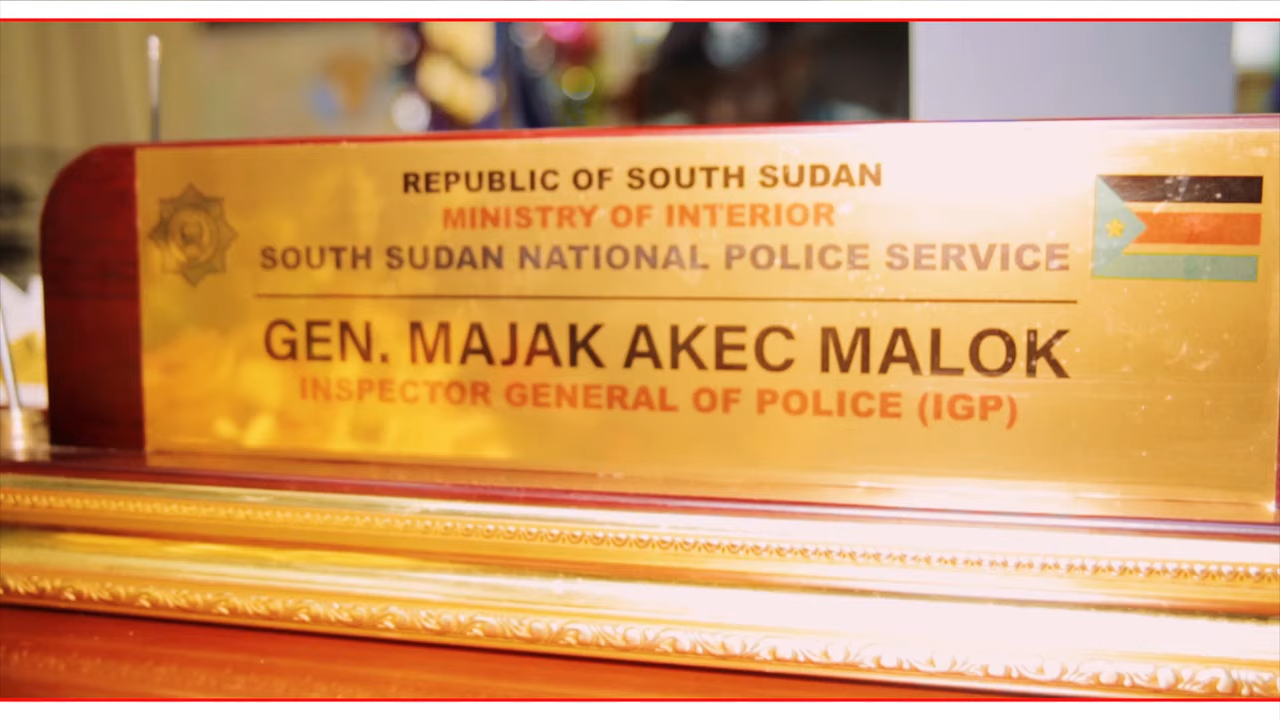 REPUBLIC OF SOUTH SUDAN
MINISTRY OF INTERIOR
SOUTH SUDAN NATIONAL POLICE SERVICE
GEN. MAJAK AKEC MALOK
INSPECTOR GENERAL OF POLICE (IGP)